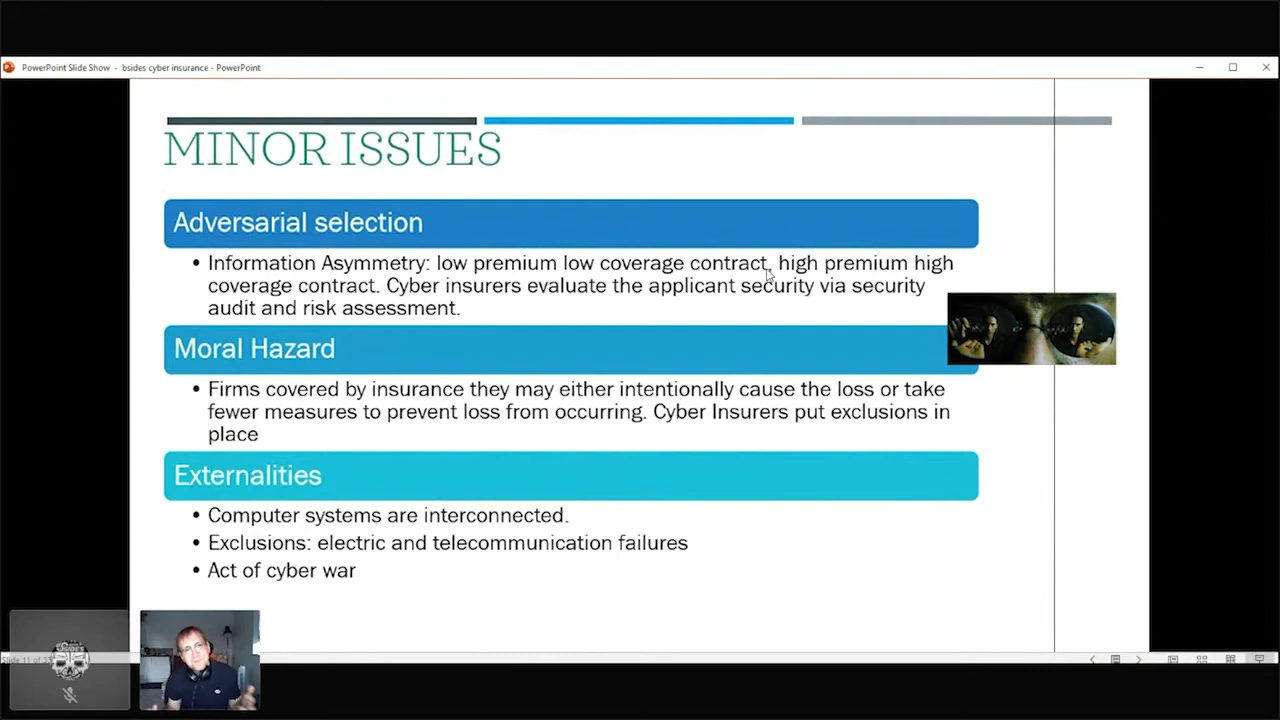 PowerPoint Slide Show - bsides cyber insurance - PowerPoint
MINOR ISSUES
Adversarial selection
• Information Asymmetry: low premium low coverage contract, high premium high
coverage contract. Cyber insurers evaluate the applicant security via security
audit and risk assessment.
Moral Hazard
• Firms covered by insurance they may either intentionally cause the loss or take
fewer measures to prevent loss from occurring. Cyber Insurers put exclusions in
place
Externalities
• Computer systems are interconnected.
• Exclusions: electric and telecommunication failures
• Act of cyber war
Slide 11 of